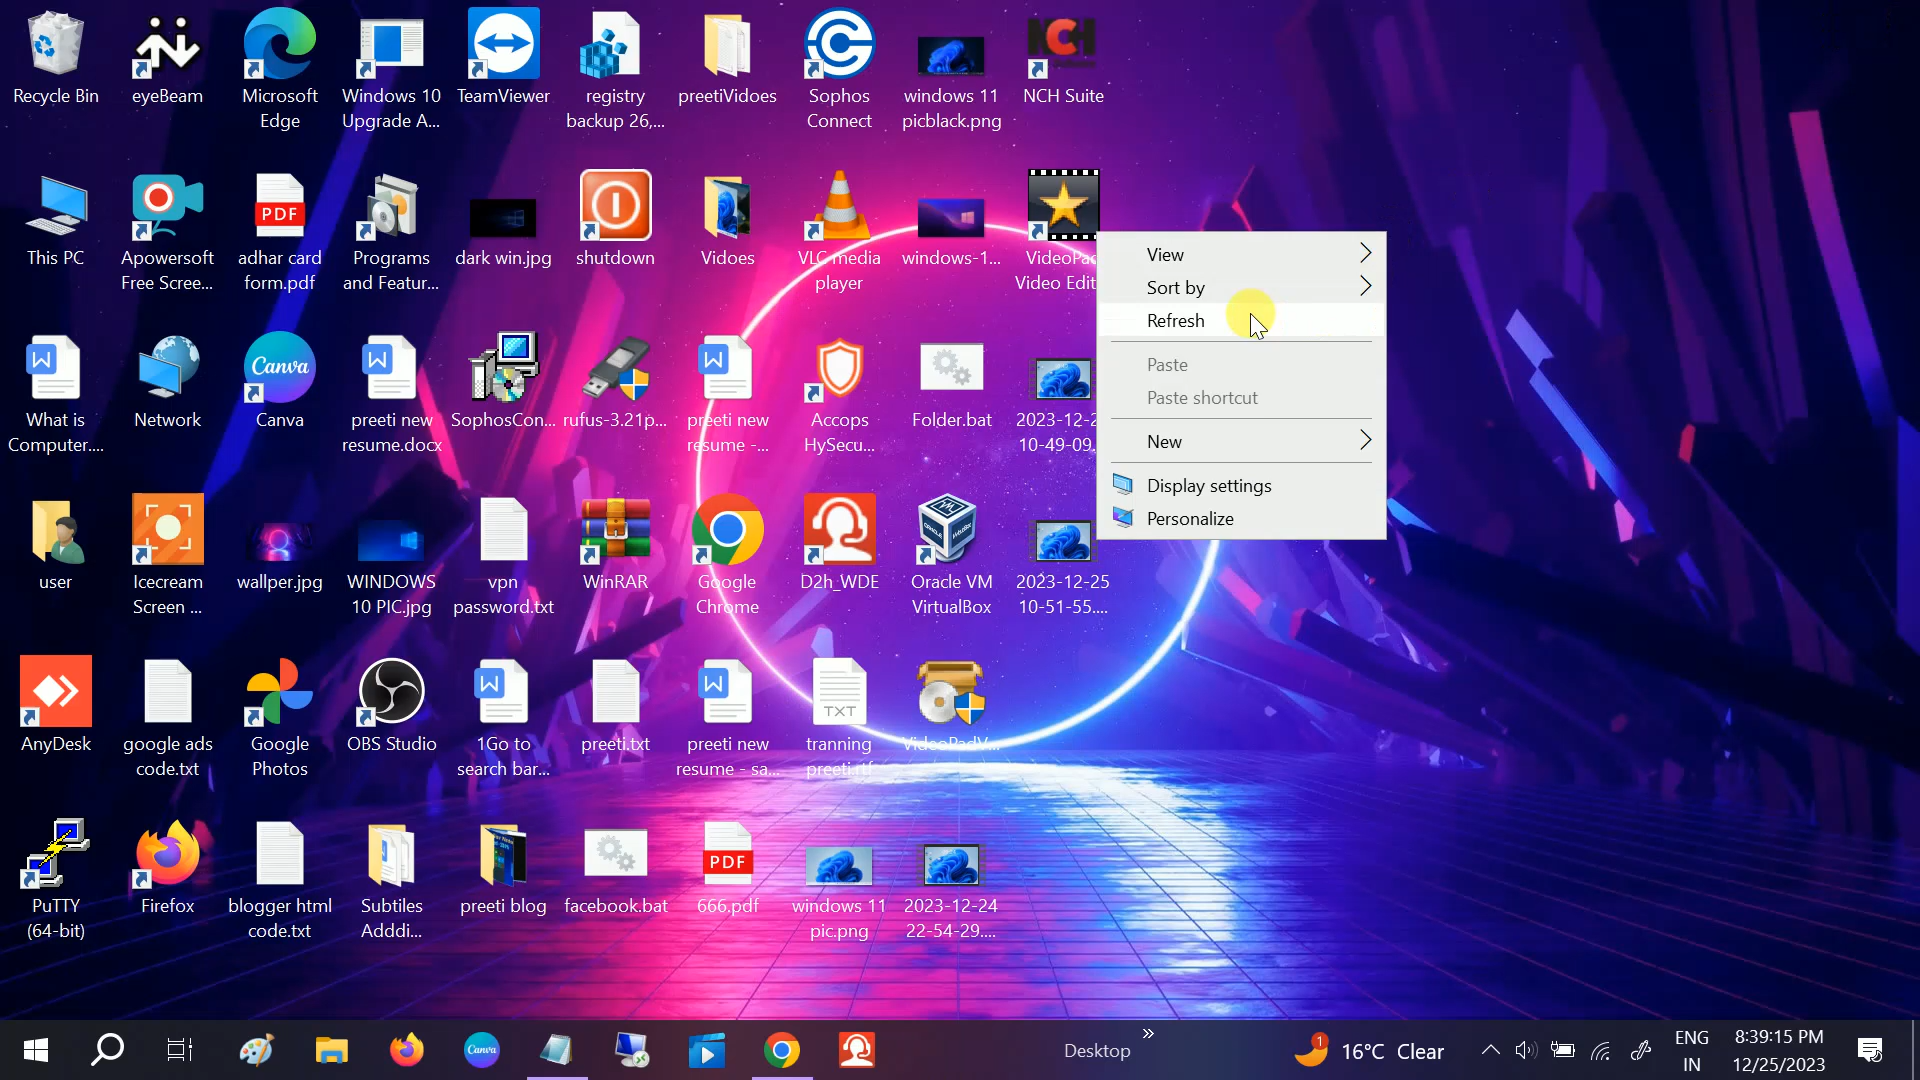 Recycle Bin
eyeBeam
Microsoft
Edge
Windows 10
Upgrade A...
TeamViewer
registry
backup 26,...
preetiVidoes
Sophos
Connect
windows 11
picblack.png
NCH
NCH Suite
This PC
Apowersoft
Free Scree...
PDF
adhar card
form.pdf
Programs
and Featur...
dark win.jpg
shutdown
Vidoes
VLC media
player
windows-1...
VideoPad
Video Edit
View
Sort by
Refresh
Paste
Paste shortcut
New
Display settings
Personalize
W
What is
Computer....
Network
Canva
Canva
W
preeti new
resume.docx
SophosCon...
rufus-3.21p...
W
preeti new
resume -...
Accops
HySecu...
Folder.bat
2023-12-2
10-49-09.
user
Icecream
Screen ...
wallper.jpg
WINDOWS
10 PIC.jpg
vpn
password.txt
WinRAR
Google
Chrome
D2h_WDE
Oracle VM
VirtualBox
2023-12-25
10-51-55....
AnyDesk
google ads
code.txt
Google
Photos
OBS Studio
W
1Go to
search bar...
preeti.txt
W
preeti new
resume - sa...
TXT
tranning
preeti.rtf
VideoPadV...
PuTTY
(64-bit)
Firefox
blogger html
code.txt
Subtiles
Adddi...
preeti blog
facebook.bat
PDF
666.pdf
windows 11
pic.png
2023-12-24
22-54-29....
Canva
Desktop
»
1
16°C Clear
ENG
IN
8:39:15 PM
12/25/2023